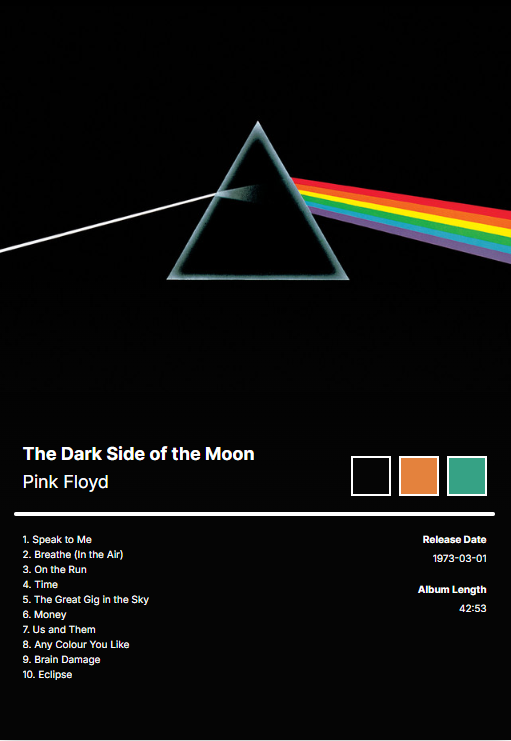 The Dark Side of the Moon
Pink Floyd
1. Speak to Me
2. Breathe (In the Air)
3. On the Run
4. Time
5. The Great Gig in the Sky
6. Money
7. Us and Them
8. Any Colour You Like
9. Brain Damage
10. Eclipse
Release Date
1973-03-01
Album Length
42:53